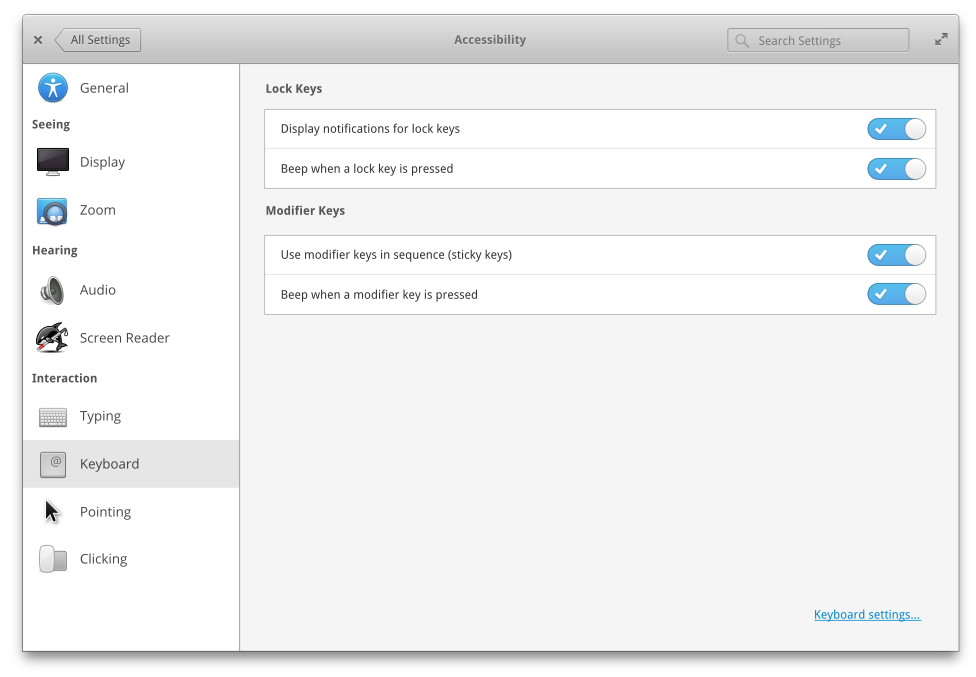 All Settings
Accessibility
Search Settings
General
Seeing
Display
Zoom
Hearing
Audio
Screen Reader
Interaction
Typing
@
Keyboard
Pointing
Clicking
Lock Keys
Display notifications for lock keys
Beep when a lock key is pressed
Modifier Keys
Use modifier keys in sequence (sticky keys)
Beep when a modifier key is pressed
Keyboard settings...